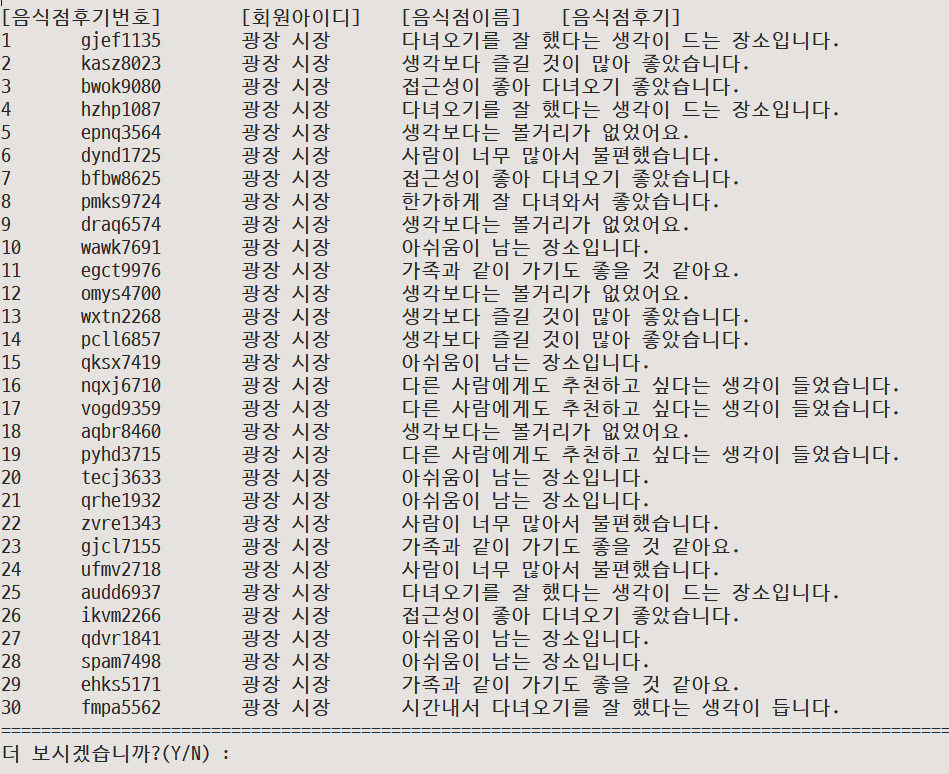 [음식점후기번호] [회원아이디] [음식점이름] [음식후기]
1 gjef1135 광장 시장 다녀오기를 잘 했다는 생각이 드는 장소입니다.
2 kasz8023 광장 시장 생각보다 즐길 것이 많아 좋았습니다.
3 bwok9080 광장 시장 접근성이 좋아 다녀오기 좋았습니다.
4 hzhp1087 광장 시장 다녀오기를 잘 했다는 생각이 드는 장소입니다.
5 epnq3564 광장 시장 생각보다는 볼거리가 없었어요.
6 dynd1725 광장 시장 사람이 너무 많아서 불편했습니다.
7 bfbw8625 광장 시장 접근성이 좋아 다녀오기 좋았습니다.
8 pmks9724 광장 시장 한가하게 잘 다녀와서 좋았습니다.
9 draq6574 광장 시장 생각보다는 볼거리가 없었어요.
10 wawk7691 광장 시장 아쉬움이 남는 장소입니다.
11 egct9976 광장 시장 가족과 같이 가기도 좋을 것 같아요.
12 omys4700 광장 시장 생각보다는 볼거리가 없었어요.
13 wxtn2268 광장 시장 생각보다 즐길 것이 많아 좋았습니다.
14 pcll6857 광장 시장 생각보다 즐길 것이 많아 좋았습니다.
15 qksx7419 광장 시장 아쉬움이 남는 장소입니다.
16 nqxj6710 광장 시장 다른 사람에게도 추천하고 싶다는 생각이 들었습니다.
17 vogd9359 광장 시장 다른 사람에게도 추천하고 싶다는 생각이 들었습니다.
18 aqbr8460 광장 시장 생각보다는 볼거리가 없었어요.
19 pyhd3715 광장 시장 다른 사람에게도 추천하고 싶다는 생각이 들었습니다.
20 tecj3633 광장 시장 아쉬움이 남는 장소입니다.
21 qrhe1932 광장 시장 아쉬움이 남는 장소입니다.
22 zvre1343 광장 시장 사람이 너무 많아서 불편했습니다.
23 gjcl7155 광장 시장 가족과 같이 가기도 좋을 것 같아요.
24 ufmv2718 광장 시장 사람이 너무 많아서 불편했습니다.
25 audd6937 광장 시장 다녀오기를 잘 했다는 생각이 드는 장소입니다.
26 ikvm2266 광장 시장 접근성이 좋아 다녀오기 좋았습니다.
27 qdvr1841 광장 시장 아쉬움이 남는 장소입니다.
28 spam7498 광장 시장 아쉬움이 남는 장소입니다.
29 ehks5171 광장 시장 가족과 같이 가기도 좋을 것 같아요.
30 fmpa5562 광장 시장 시간내서 다녀오기를 잘 했다는 생각이 듭니다.
===============================================================================================
더 보시겠습니까?(Y/N) :